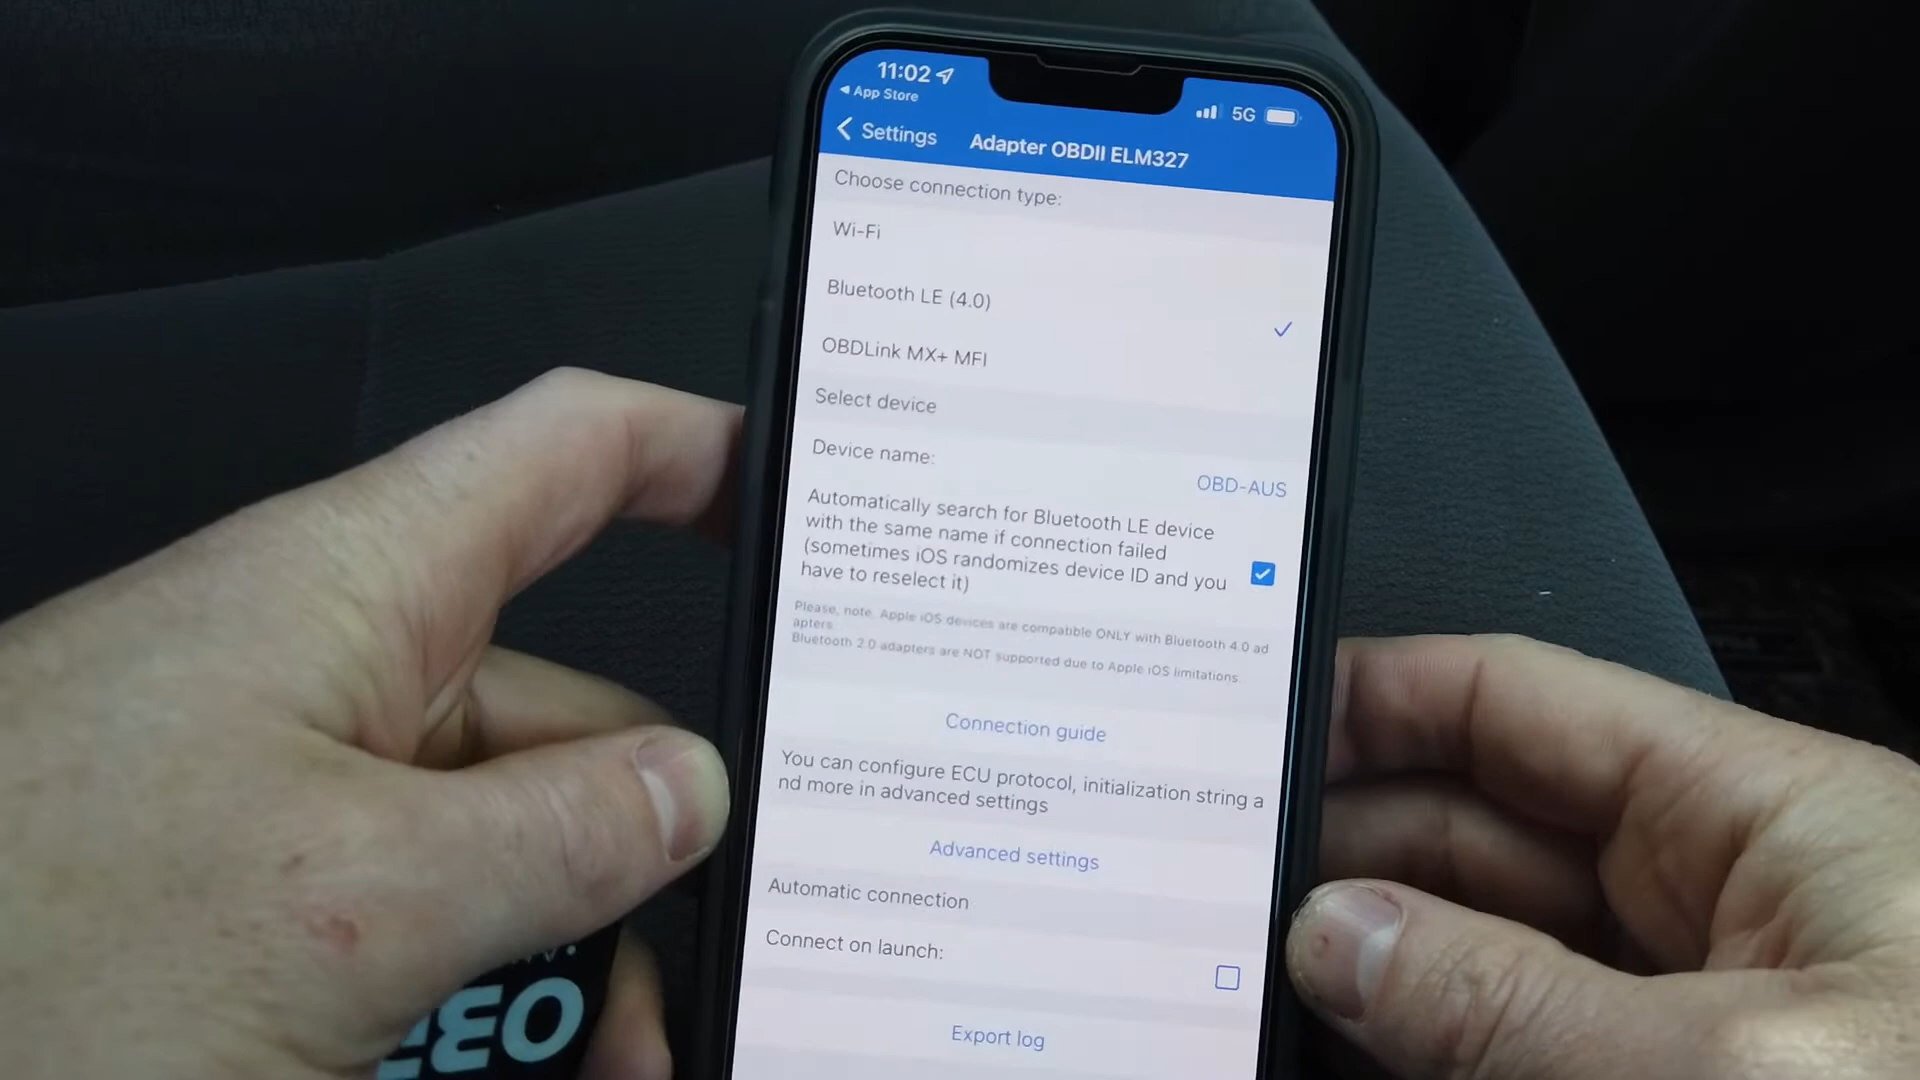 11:02
App Store
5G
Settings
Adapter OBDII ELM327
Choose connection type:
Wi-Fi
Bluetooth LE (4.0)
OBDLink MX+ MFI
Select device
Device name:
OBD-AUS
Automatically search for Bluetooth LE device
with the same name if connection failed
(sometimes iOS randomizes device ID and you
have to reselect it)
Please, note. Apple iOS devices are compatible ONLY with Bluetooth 4.0 ad
apters.
Bluetooth 2.0 adapters are NOT supported due to Apple iOS limitations.
Connection guide
You can configure ECU protocol, initialization string a
nd more in advanced settings
Advanced settings
Automatic connection
Connect on launch:
Export log